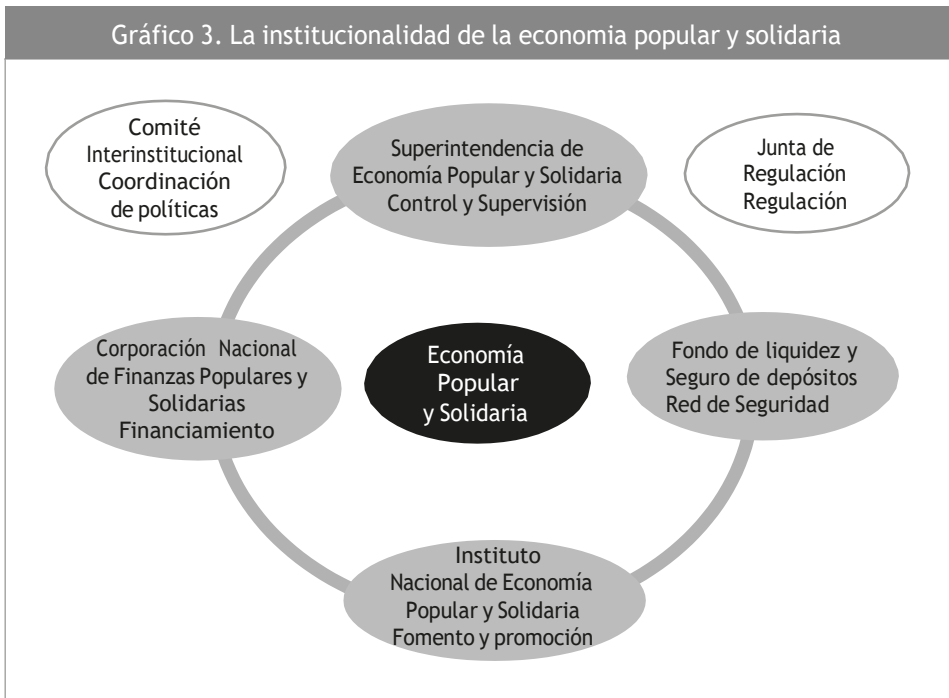 Gráfico 3. La institucionalidad de la economia popular y solidaria
Comité
Interinstitucional
Coordinación
de políticas
Superintendencia de
Economía Popular y Solidaria
Control y Supervisión
Junta de
Regulación
Regulación
Corporación Nacional
de Finanzas Populares y
Solidarias
Financiamiento
Economía
Popular
y Solidaria
Fondo de liquidez y
Seguro de depósitos
Red de Seguridad
Instituto
Nacional de Economía
Popular y Solidaria
Fomento y promoción